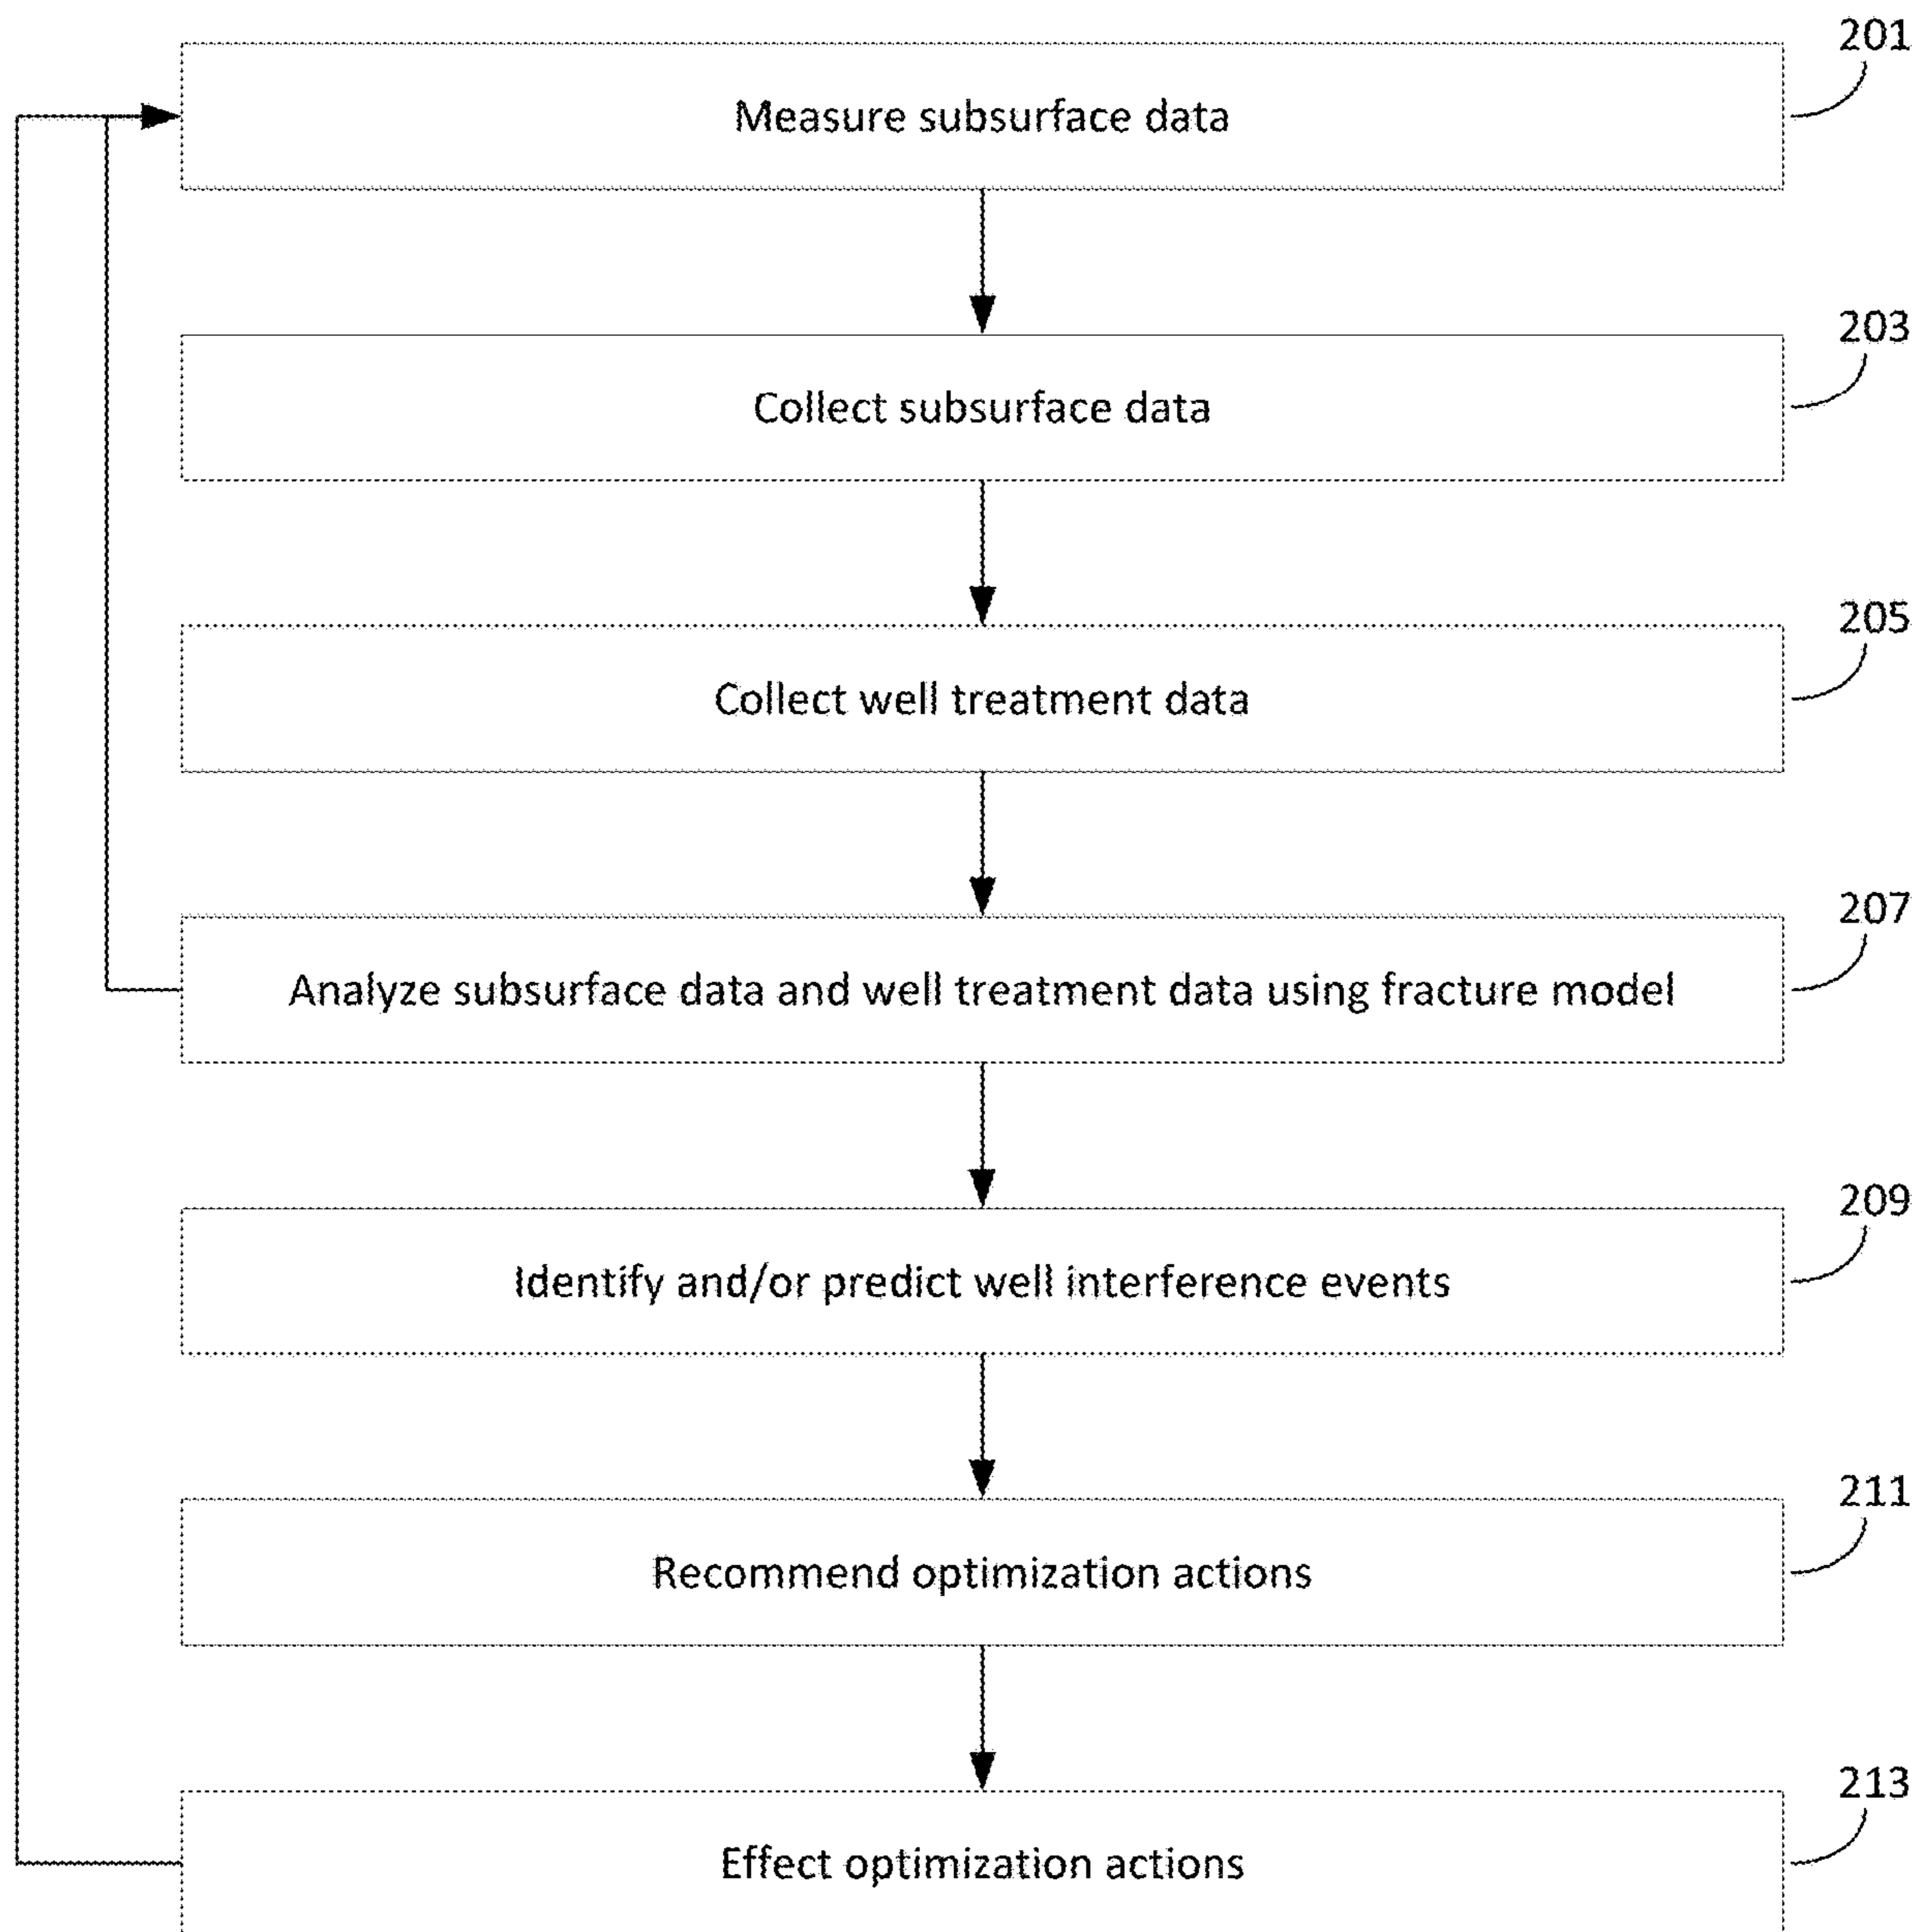 201
Measure subsurface data
203
Collect subsurface data
205
Collect well treatment data
207
Analyze subsurface data and well treatment data using fracture model
209
Identify and/or predict well interference events
211
Recommend optimization actions
213
Effect optimization actions